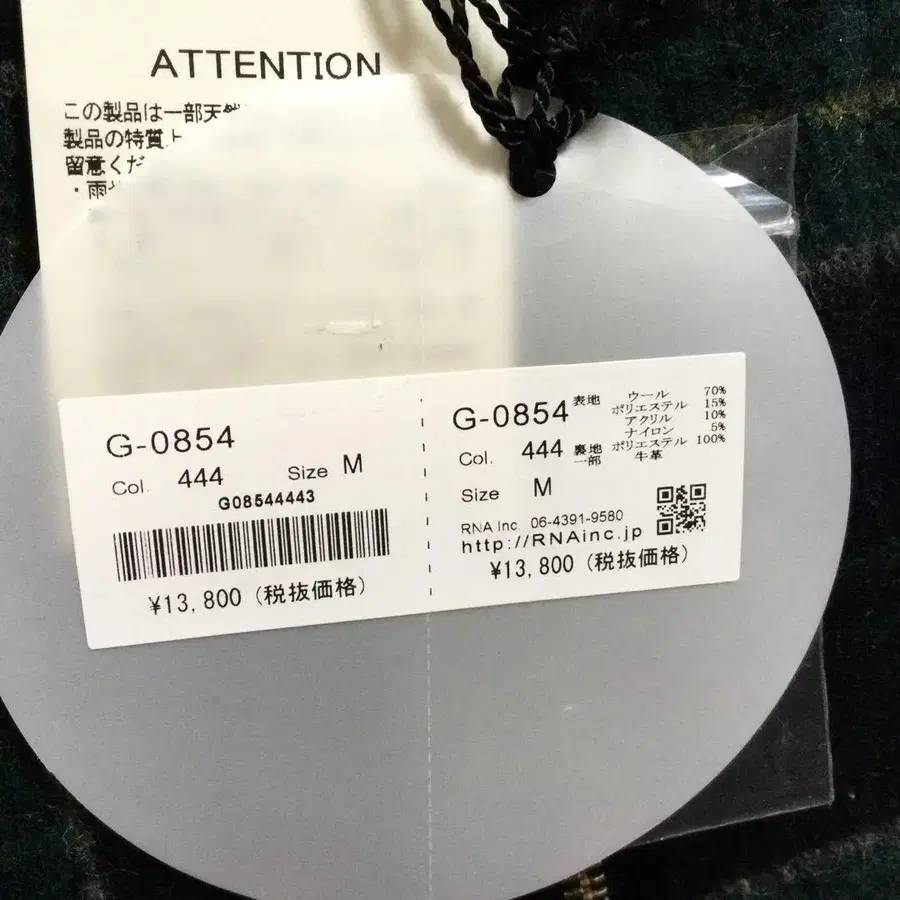 ATTENTION
この製品は一部天然
製品の特質上
留意くだ
・雨
G-0854
Col. 444 Size M
G08544443
¥13,800 (税抜価格)
G-0854
表地 ウール 70%
ポリエステル 15%
アクリル 10%
ナイロン 5%
Col. 444
裏地 ポリエステル 100%
一部 牛革
Size M
RNA Inc. 06-4391-9580
http://RNAinc.jp
¥13,800 (税抜価格)